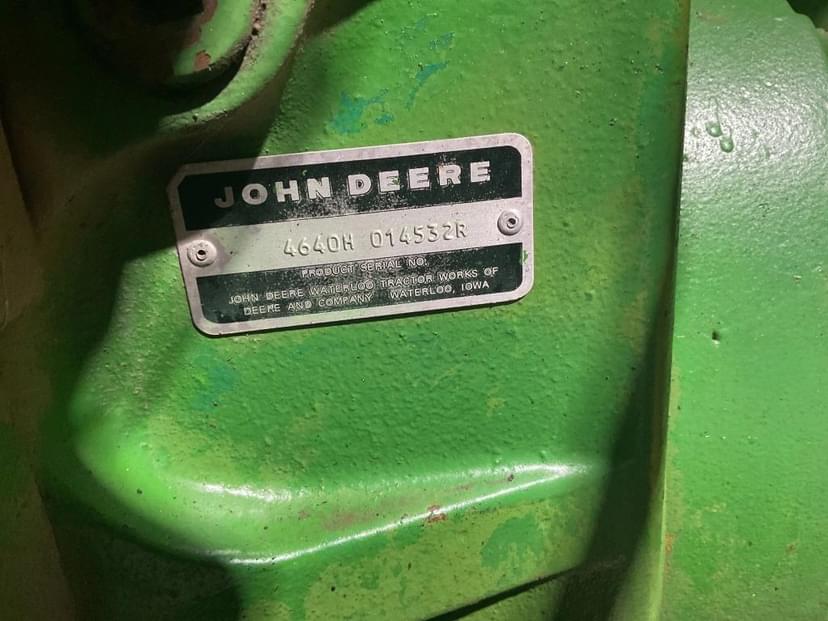 JOHN DEERE
4640H 014532R
PRODUCT SERIAL NO.
JOHN DEERE WATERLOO TRACTOR WORKS OF
DEERE AND COMPANY WATERLOO, IOWA